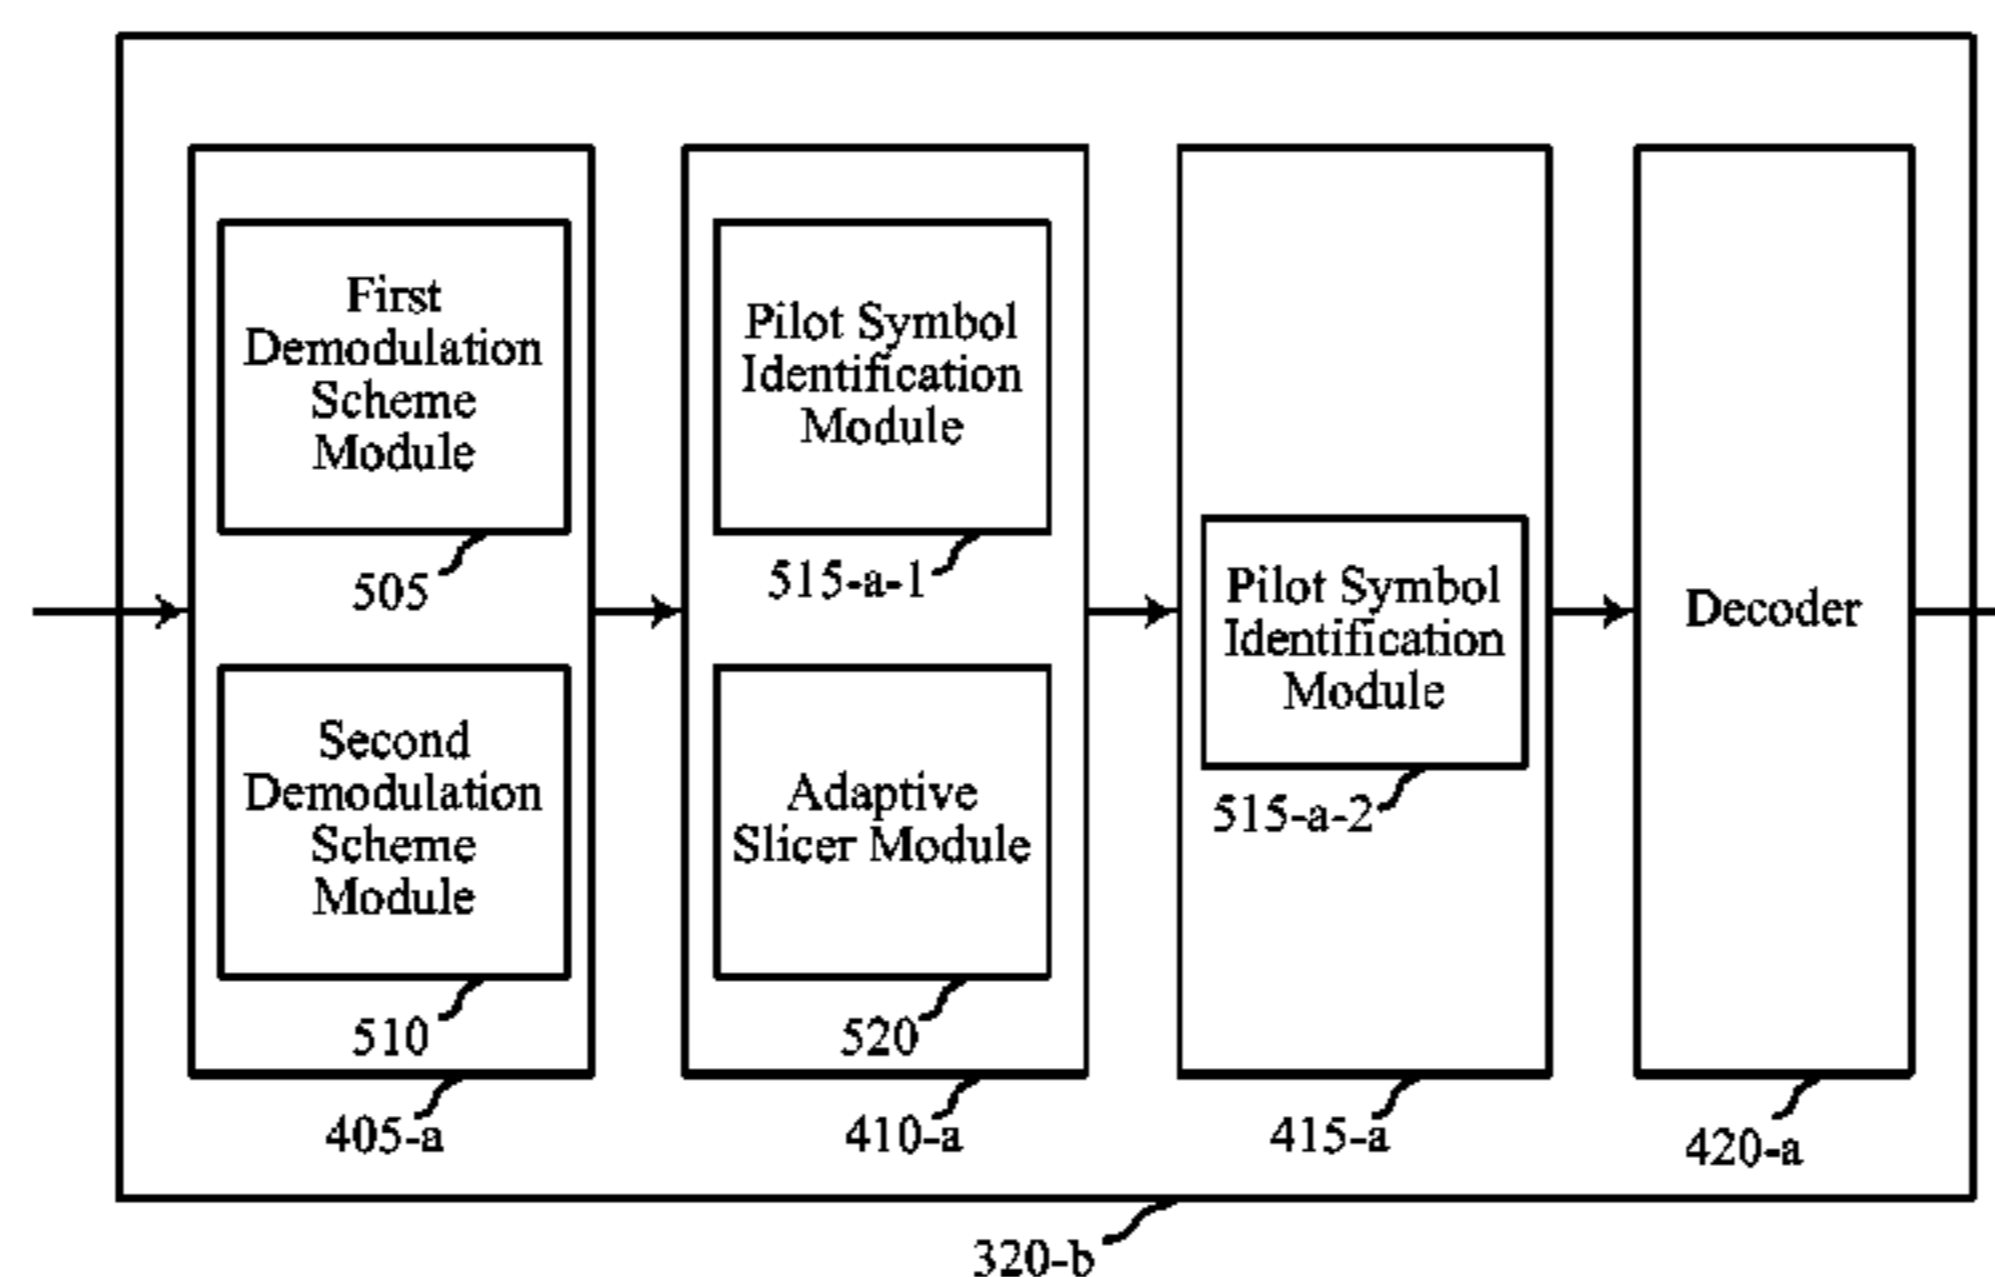 First
Demodulation
Scheme
Module
505
Second
Demodulation
Scheme
Module
510
405-a
Pilot Symbol
Identification
Module
515-a-1
Adaptive
Slicer Module
520
410-a
Pilot Symbol
Identification
Module
515-a-2
415-a
Decoder
420-a
320-b